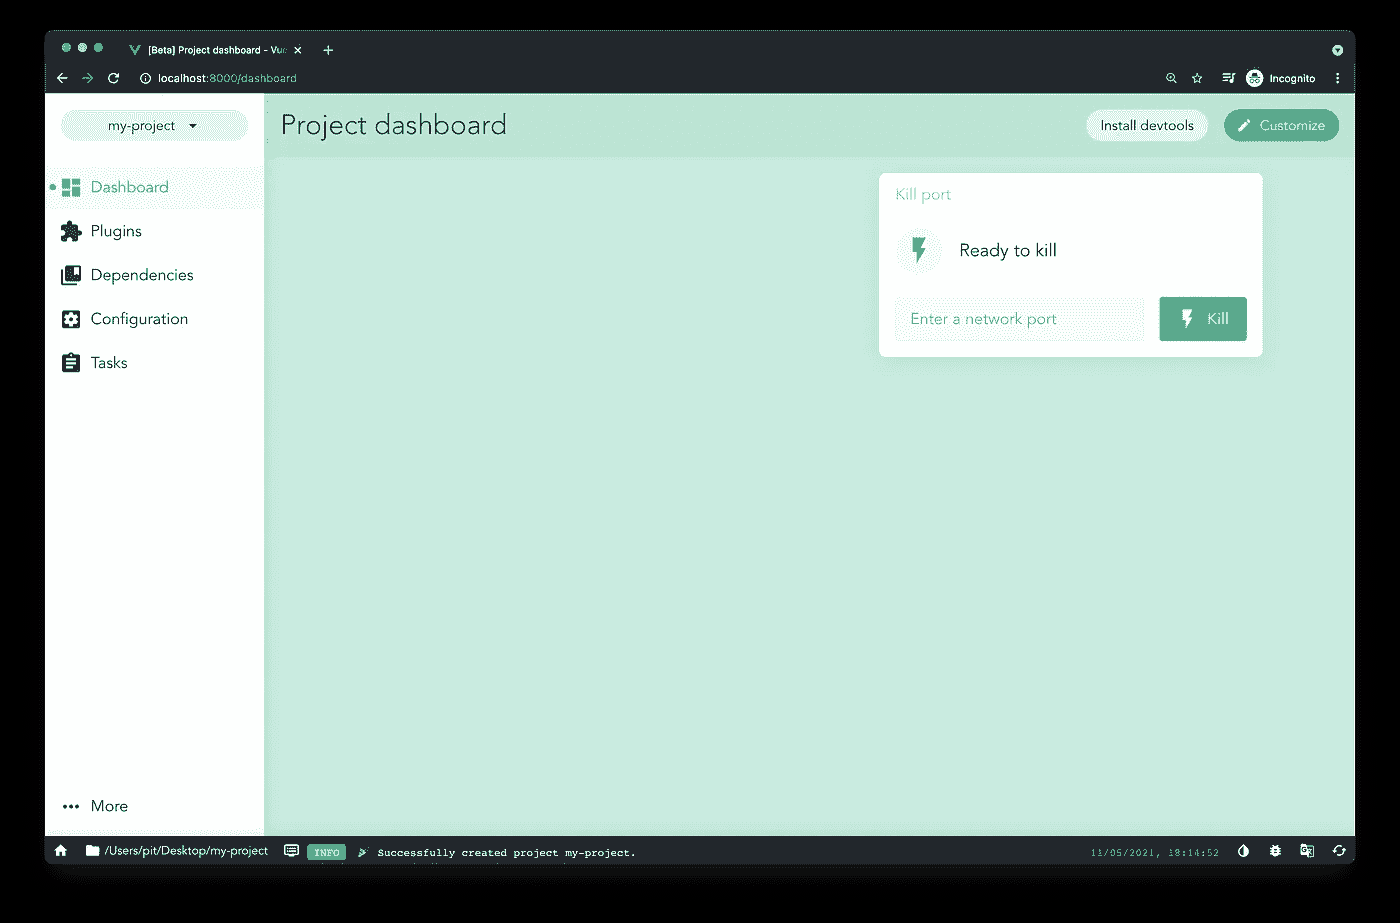 [Beta] Project dashboard - Vue
localhost:8000/dashboard
Incognito
my-project
Project dashboard
Install devtools
Customize
Dashboard
Plugins
Dependencies
Configuration
Tasks
Kill port
Ready to kill
Enter a network port
Kill
More
/Users/pit/Desktop/my-project
INFO
Successfully created project my-project.
11/05/2021, 18:14:52